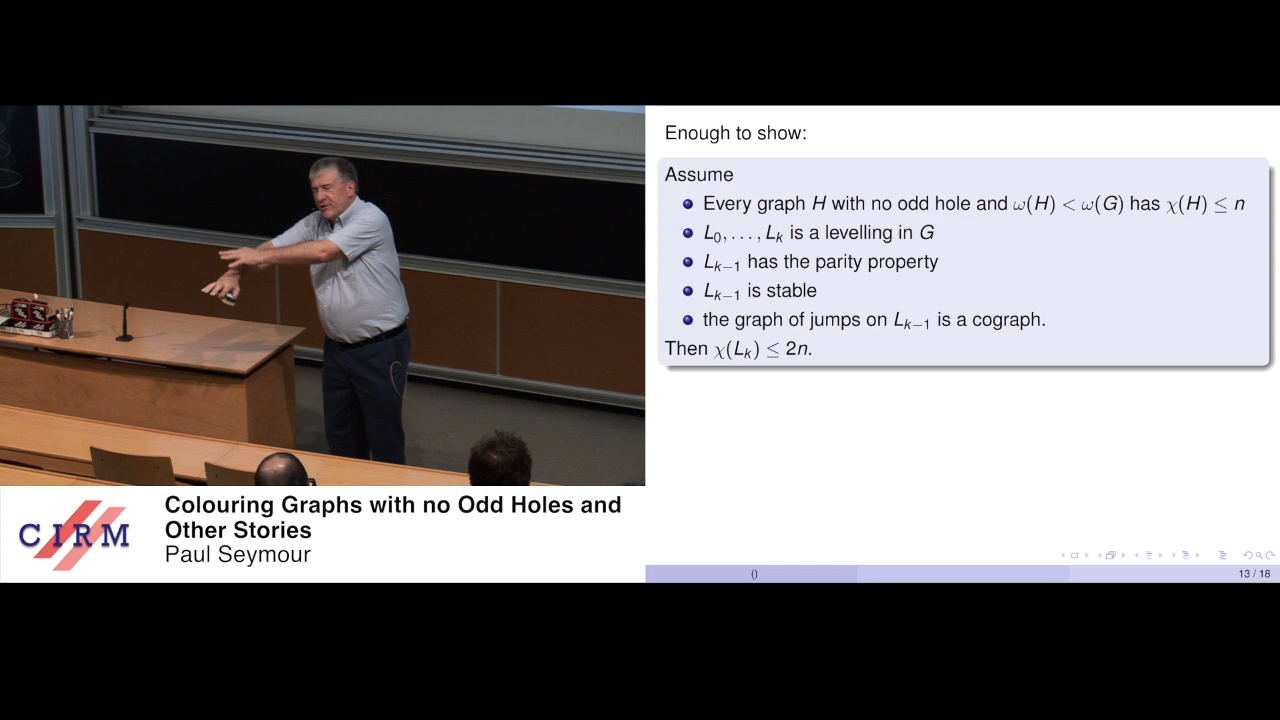 Enough to show:
Assume
Every graph H with no odd hole and ω(H) < ω(G) has χ(H) ≤ n
L₀, . . . , Lₖ is a levelling in G
Lₖ₋₁ has the parity property
Lₖ₋₁ is stable
the graph of jumps on Lₖ₋₁ is a cograph.
Then χ(Lₖ) ≤ 2n.
CIRM
Colouring Graphs with no Odd Holes and
Other Stories
Paul Seymour
()
13 / 18